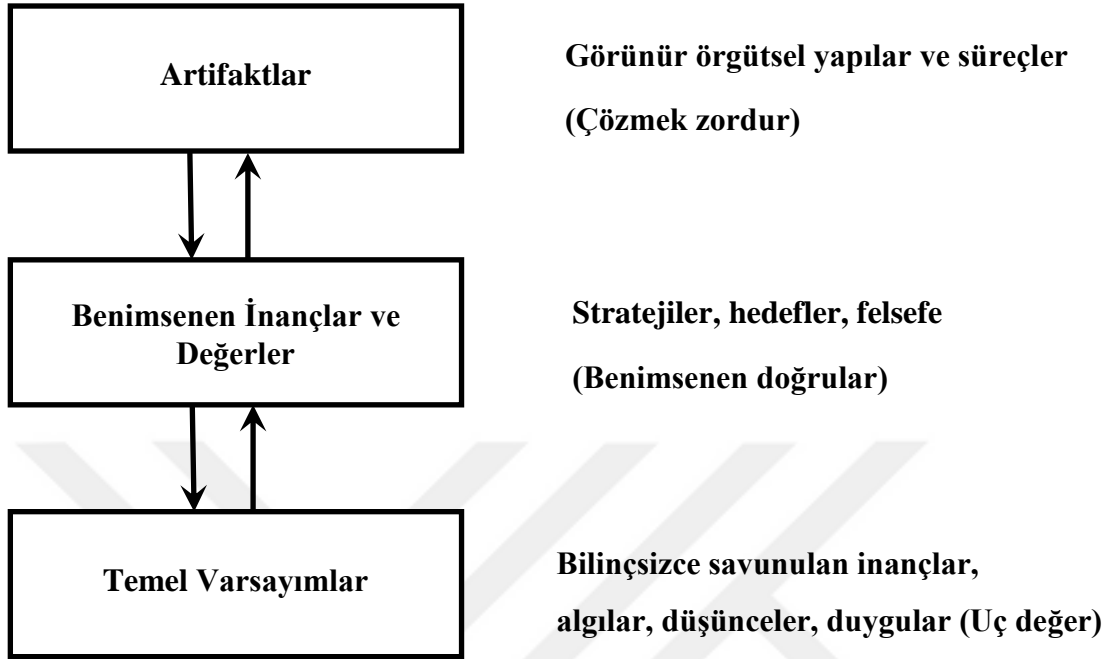 Artifaktlar
Görünür örgütsel yapılar ve süreçler
(Çözmek zordur)
Benimsenen İnançlar ve
Değerler
Stratejiler, hedefler, felsefe
(Benimsenen doğrular)
Temel Varsayımlar
Bilinçsizce savunulan inançlar,
algılar, düşünceler, duygular (Uç değer)